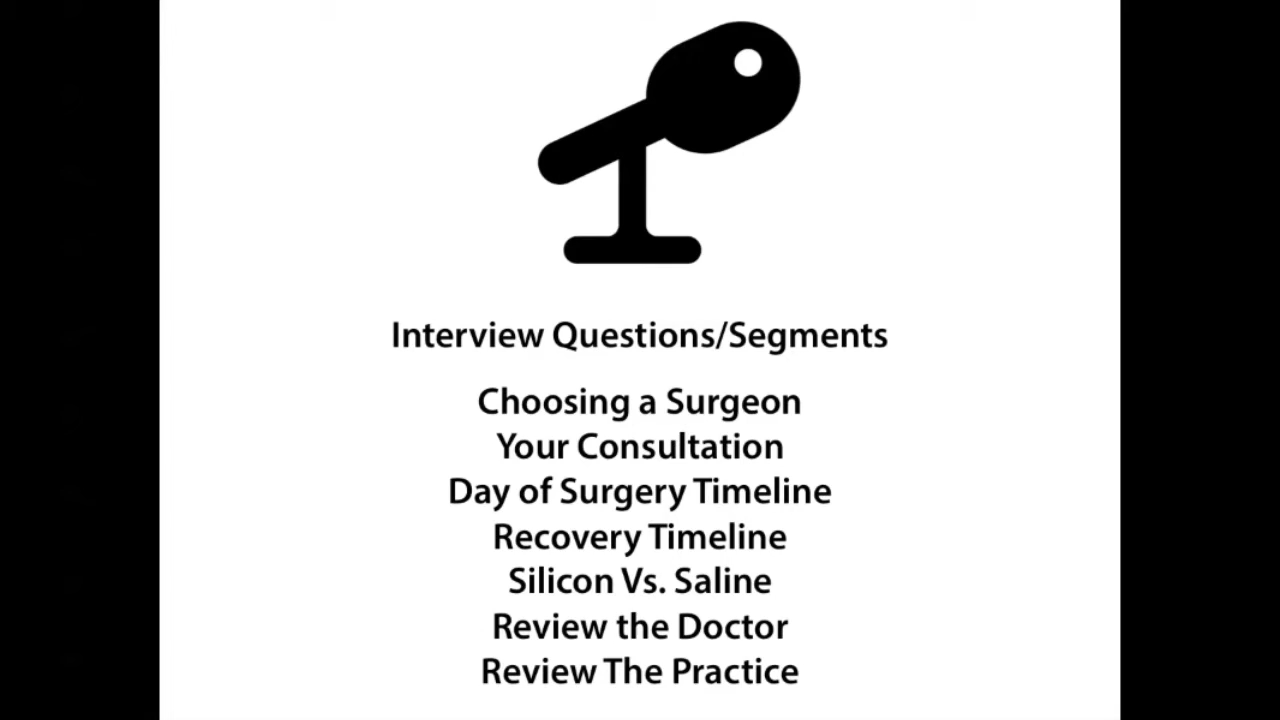 Interview Questions/Segments
Choosing a Surgeon
Your Consultation
Day of Surgery Timeline
Recovery Timeline
Silicon Vs. Saline
Review the Doctor
Review The Practice